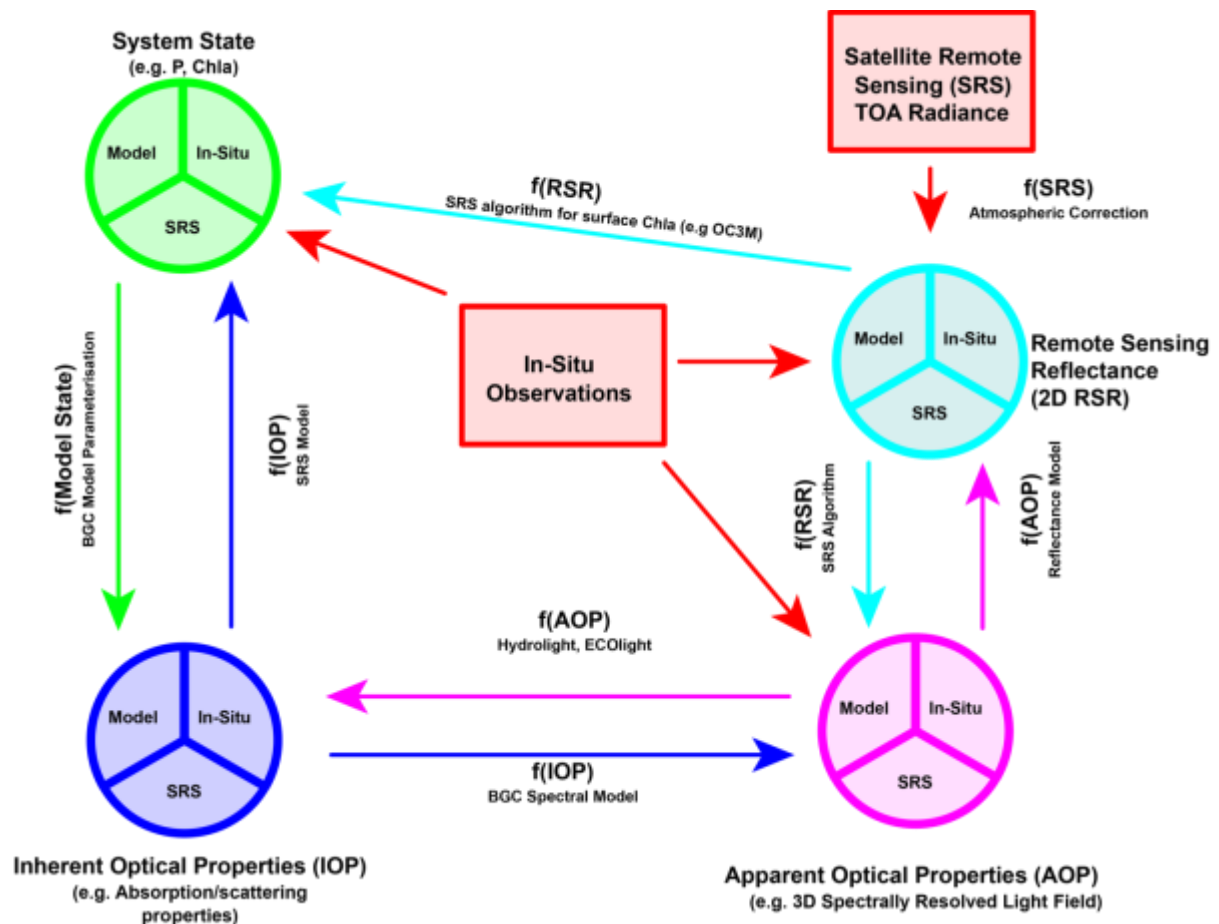 System State
(e.g. P, Chla)
Model
In-Situ
SRS
Satellite Remote
Sensing (SRS)
TOA Radiance
f(SRS)
Atmospheric Correction
f(RSR)
SRS algorithm for surface Chla (e.g OC3M)
In-Situ
Observations
Model
In-Situ
SRS
Remote Sensing
Reflectance
(2D RSR)
f(Model State)
BGC Model Parameterisation
f(IOP)
SRS Model
f(RSR)
SRS Algorithm
f(AOP)
Reflectance Model
f(AOP)
Hydrolight, ECOlight
Model
In-Situ
SRS
f(IOP)
BGC Spectral Model
Model
In-Situ
SRS
Inherent Optical Properties (IOP)
(e.g. Absorption/scattering
properties)
Apparent Optical Properties (AOP)
(e.g. 3D Spectrally Resolved Light Field)